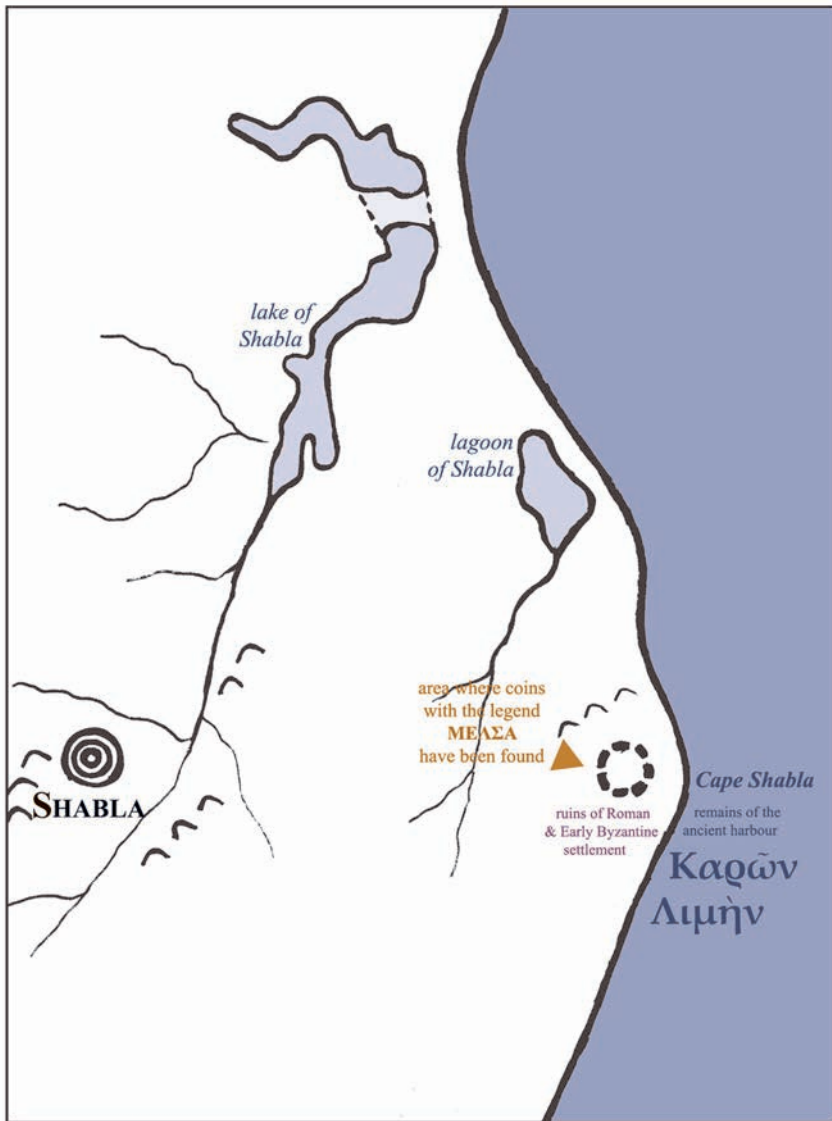 lake of
Shabla
lagoon
of Shabla
area where coins
with the legend
ΜΕΛΣΑ
have been found
SHABLA
ruins of Roman
& Early Byzantine
settlement
Cape Shabla
remains of the
ancient harbour
Καρῶν
Λιμὴν